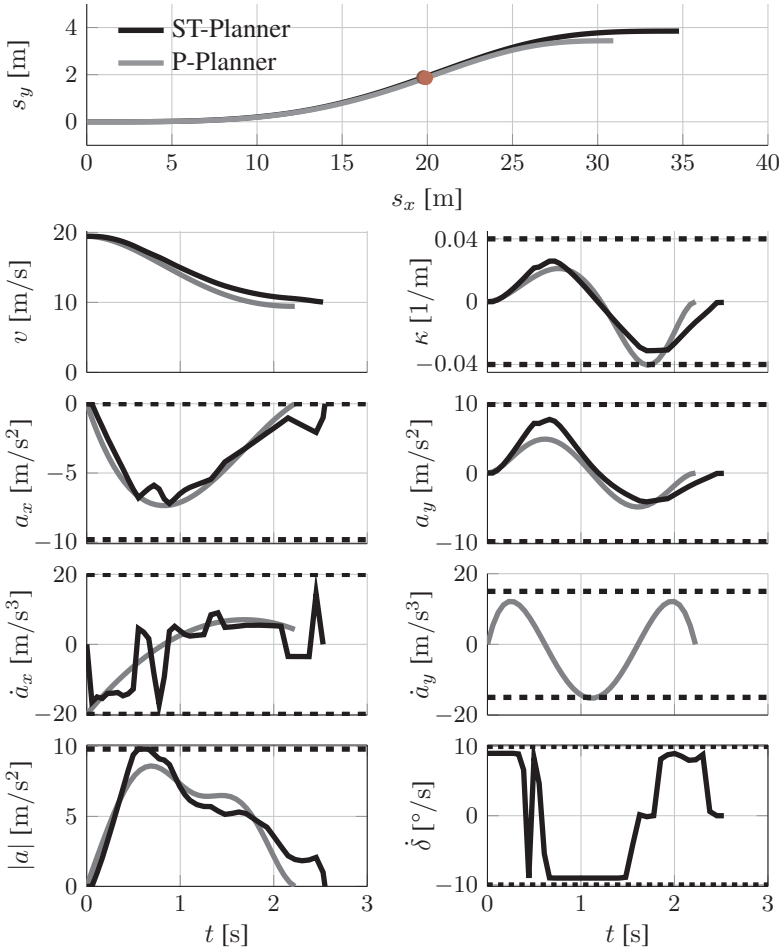 4
2
0
s_y [m]
ST-Planner
P-Planner
0 5 10 15 20 25 30 35 40
s_x [m]
20
10
0
v [m/s]
0.04
0
−0.04
κ [1/m]
0
−5
−10
a_x [m/s²]
10
0
−10
a_y [m/s²]
20
0
−20
ȧ_x [m/s³]
20
0
−20
ȧ_y [m/s³]
10
5
0
|a| [m/s²]
0 1 2 3
t [s]
10
0
−10
δ̇ [°/s]
0 1 2 3
t [s]